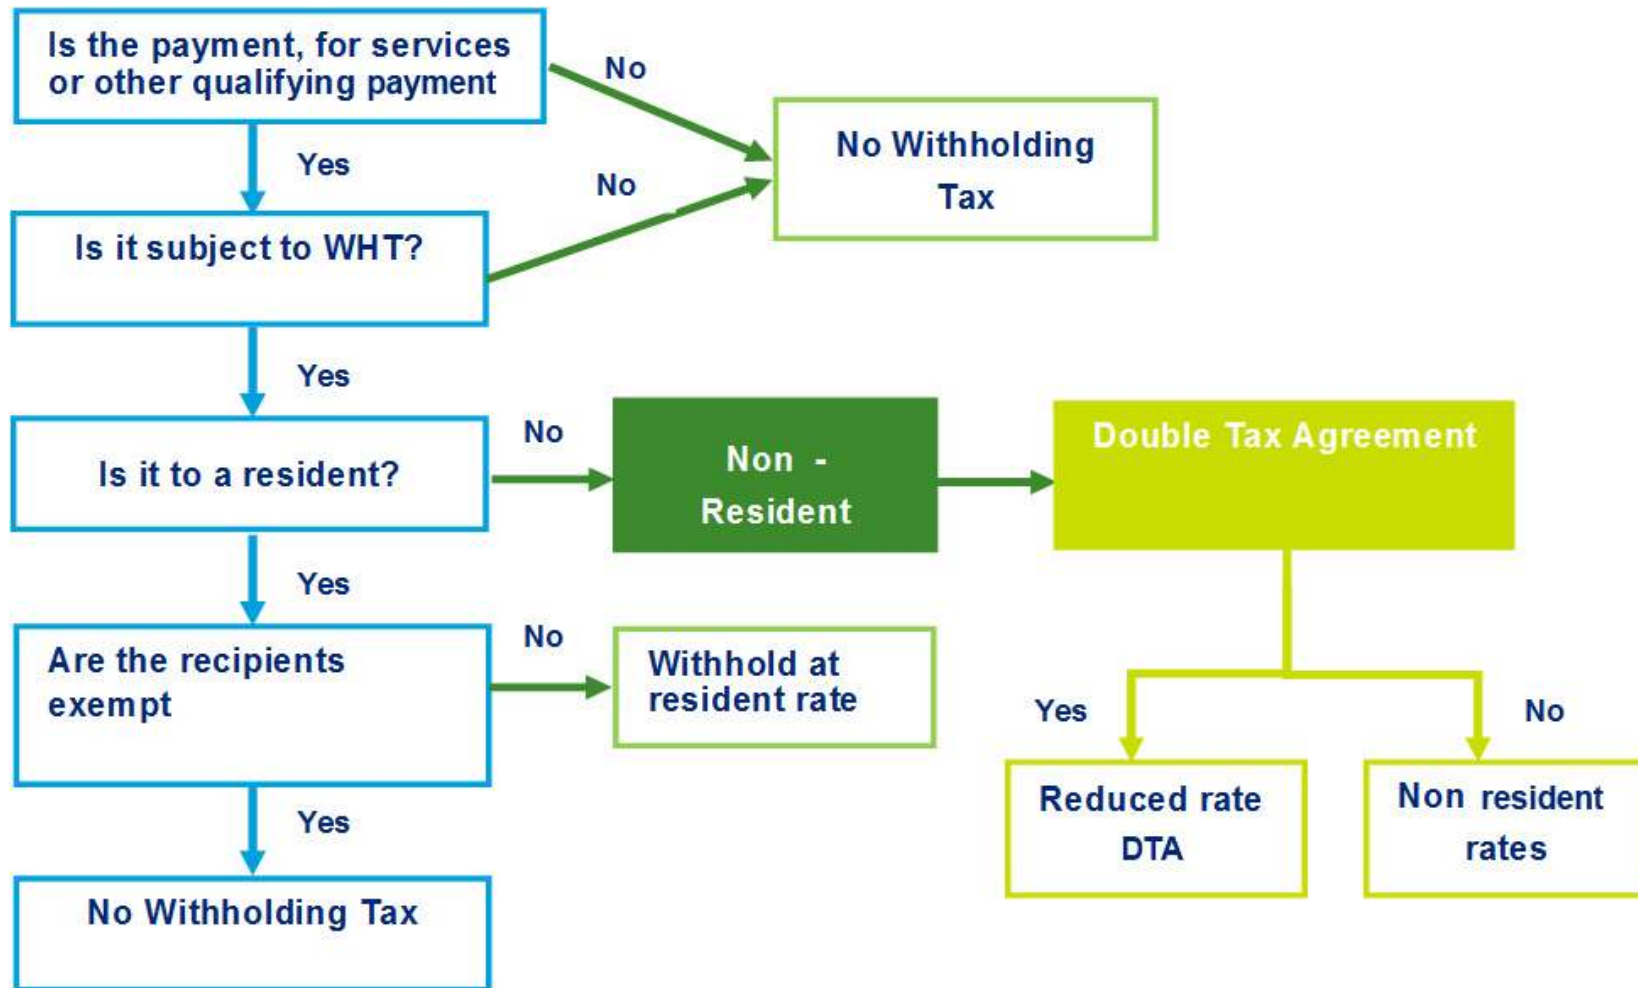 Is the payment, for services
or other qualifying payment
No
No Withholding
Tax
Yes
No
Is it subject to WHT?
Yes
Is it to a resident?
No
Non -
Resident
Double Tax Agreement
Yes
Are the recipients
exempt
No
Withhold at
resident rate
Yes
No
Reduced rate
DTA
Non resident
rates
Yes
No Withholding Tax